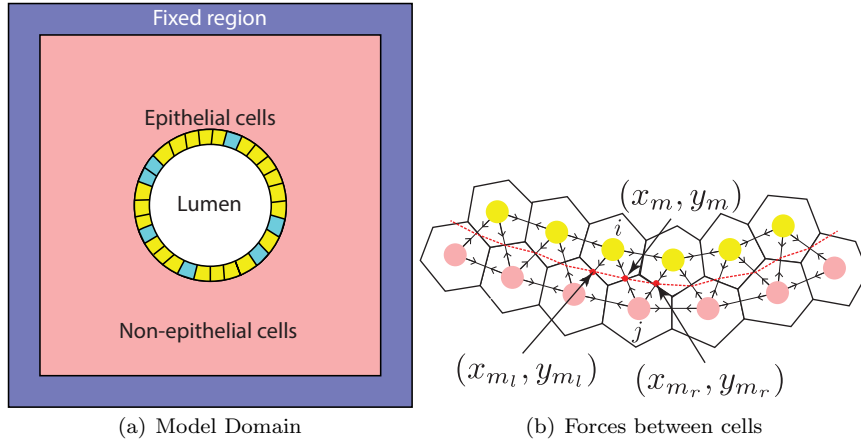 Fixed region
Epithelial cells
Lumen
Non-epithelial cells
(a) Model Domain
(x_m, y_m)
i
j
(x_{m_l}, y_{m_l})
(x_{m_r}, y_{m_r})
(b) Forces between cells